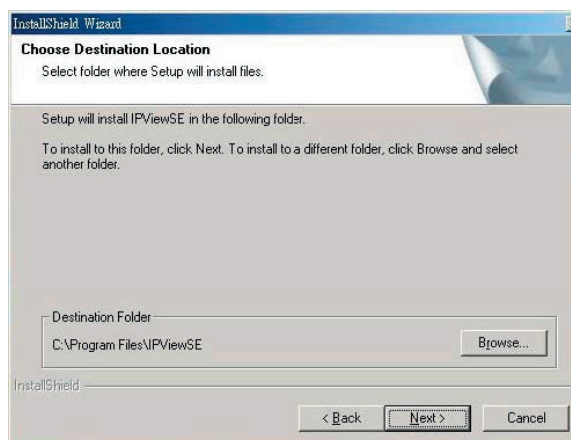 InstallShield Wizard
Choose Destination Location
Select folder where Setup will install files.
Setup will install IPViewSE in the following folder.
To install to this folder, click Next. To install to a different folder, click Browse and select
another folder.
Destination Folder
C:\Program Files\IPViewSE
Browse...
InstallShield
< Back
Next >
Cancel